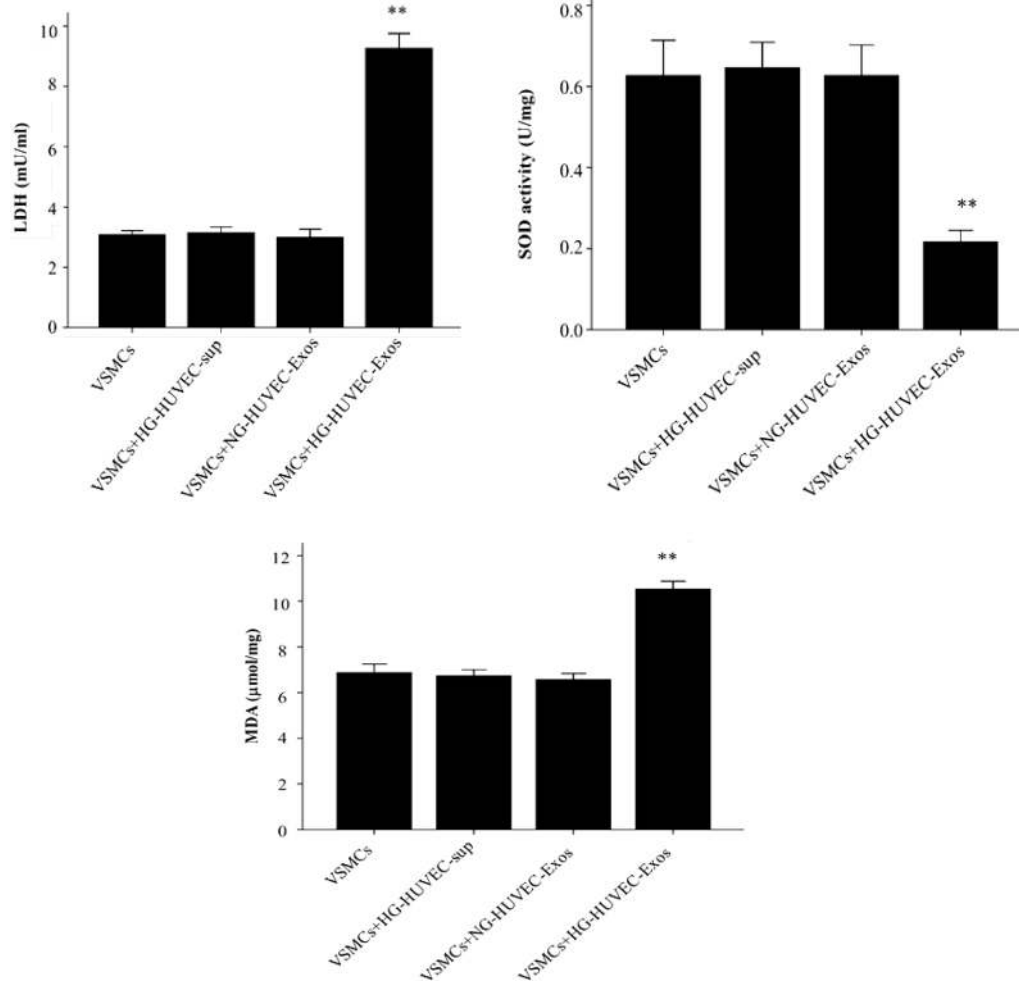 LDH (mU/ml)
10
8
6
4
2
0
**
VSMCs
VSMCs+HG-HUVEC-sup
VSMCs+NG-HUVEC-Exos
VSMCs+HG-HUVEC-Exos
SOD activity (U/mg)
0.8
0.6
0.4
0.2
0.0
**
VSMCs
VSMCs+HG-HUVEC-sup
VSMCs+NG-HUVEC-Exos
VSMCs+HG-HUVEC-Exos
MDA (μmol/mg)
12
10
8
6
4
2
0
**
VSMCs
VSMCs+HG-HUVEC-sup
VSMCs+NG-HUVEC-Exos
VSMCs+HG-HUVEC-Exos